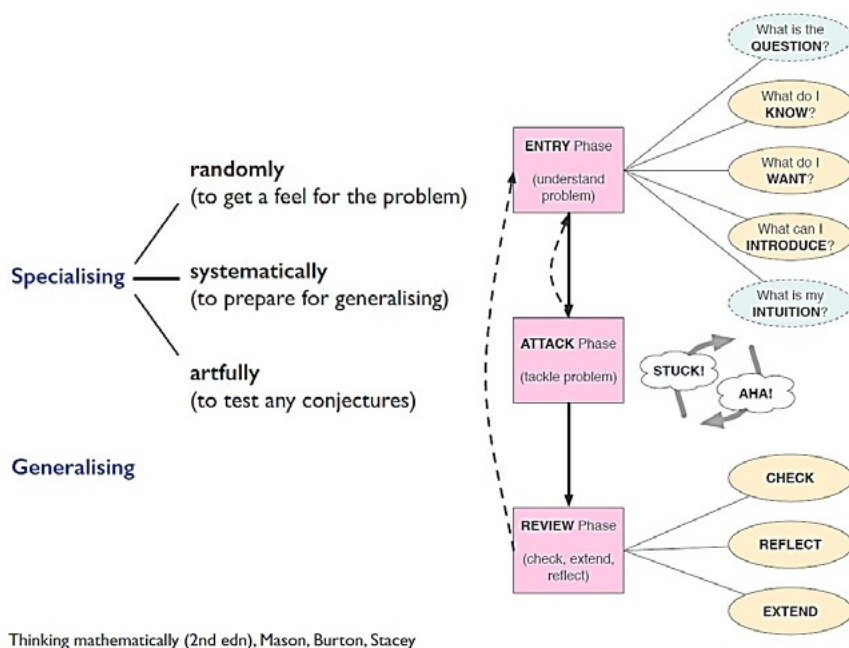 randomly
(to get a feel for the problem)
Specialising
systematically
(to prepare for generalising)
artfully
(to test any conjectures)
Generalising
ENTRY Phase
(understand
problem)
What is the
QUESTION?
What do I
KNOW?
What do I
WANT?
What can I
INTRODUCE?
What is my
INTUITION?
ATTACK Phase
(tackle problem)
STUCK!
AHA!
REVIEW Phase
(check, extend,
reflect)
CHECK
REFLECT
EXTEND
Thinking mathematically (2nd edn), Mason, Burton, Stacey